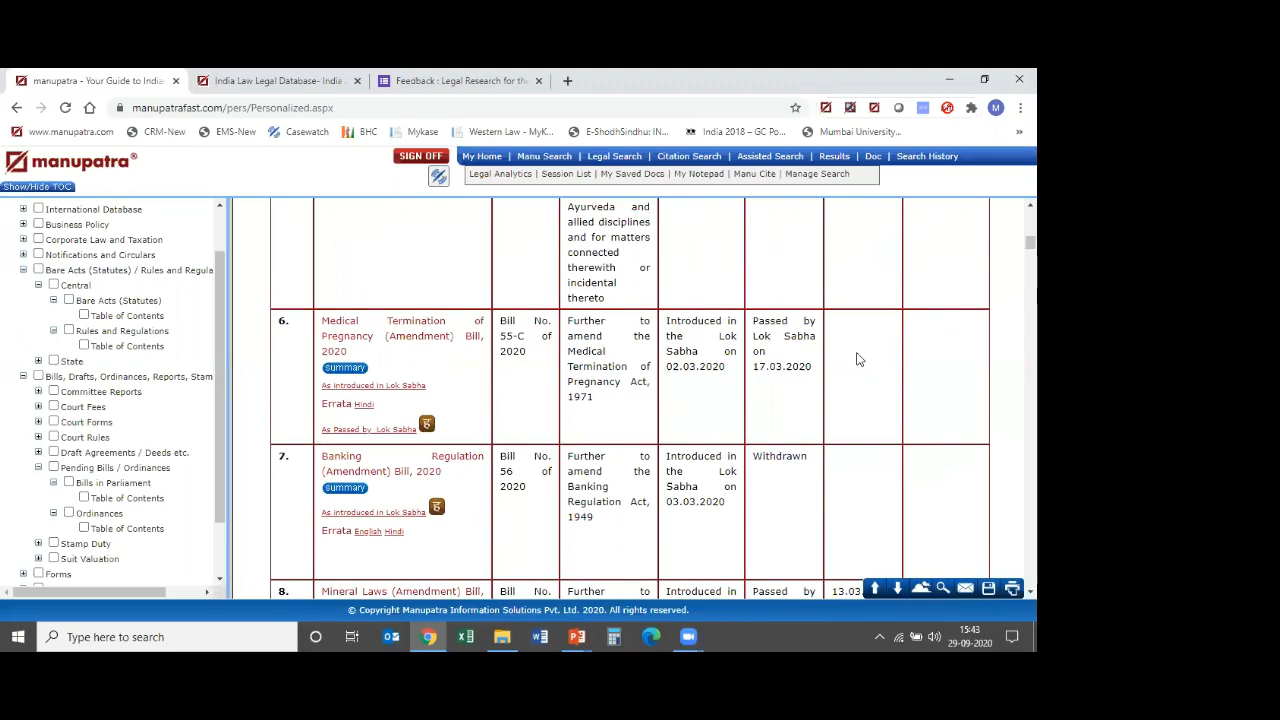 manupatra - Your Guide to India
India Law Legal Database- India
Feedback : Legal Research for the
manupatrafast.com/pers/Personalized.aspx
M
www.manupatra.com
CRM-New
EMS-New
Casewatch
BHC
Mykase
Western Law - MyK...
E-ShodhSindhu: IN...
India 2018 – GC Po...
Mumbai University...
»
manupatra®
SIGN OFF
My Home | Manu Search | Legal Search | Citation Search | Assisted Search | Results | Doc | Search History
Legal Analytics | Session List | My Saved Docs | My Notepad | Manu Cite | Manage Search
Show/Hide TOC
International Database
Business Policy
Corporate Law and Taxation
Notifications and Circulars
Bare Acts (Statutes) / Rules and Regula
Central
Bare Acts (Statutes)
Table of Contents
Rules and Regulations
Table of Contents
State
Bills, Drafts, Ordinances, Reports, Stam
Committee Reports
Court Fees
Court Forms
Court Rules
Draft Agreements / Deeds etc.
Pending Bills / Ordinances
Bills in Parliament
Table of Contents
Ordinances
Table of Contents
Stamp Duty
Suit Valuation
Forms
Ayurveda and
allied disciplines
and for matters
connected
therewith or
incidental
thereto
6.
Medical Termination of
Pregnancy (Amendment) Bill,
2020
summary
As introduced in Lok Sabha
Errata Hindi
As Passed by Lok Sabha ह
Bill No.
55-C of
2020
Further to
amend the
Medical
Termination of
Pregnancy Act,
1971
Introduced in
the Lok
Sabha on
02.03.2020
Passed by
Lok Sabha
on
17.03.2020
7.
Banking Regulation
(Amendment) Bill, 2020
summary
As introduced in Lok Sabha ह
Errata English Hindi
Bill No.
56 of
2020
Further to
amend the
Banking
Regulation Act,
1949
Introduced in
the Lok
Sabha on
03.03.2020
Withdrawn
8.
Mineral Laws (Amendment) Bill,
Bill No.
Further to
Introduced in
Passed by
13.03.
© Copyright Manupatra Information Solutions Pvt. Ltd. 2020. All rights reserved.
Type here to search
15:43
29-09-2020